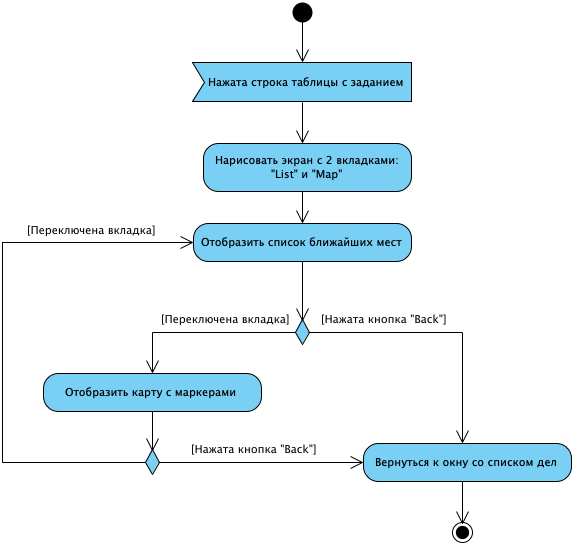 Нажата строка таблицы с заданием
Нарисовать экран с 2 вкладками:
"List" и "Map"
[Переключена вкладка]
Отобразить список ближайших мест
[Переключена вкладка]
[Нажата кнопка "Back"]
Отобразить карту с маркерами
[Нажата кнопка "Back"]
Вернуться к окну со списком дел